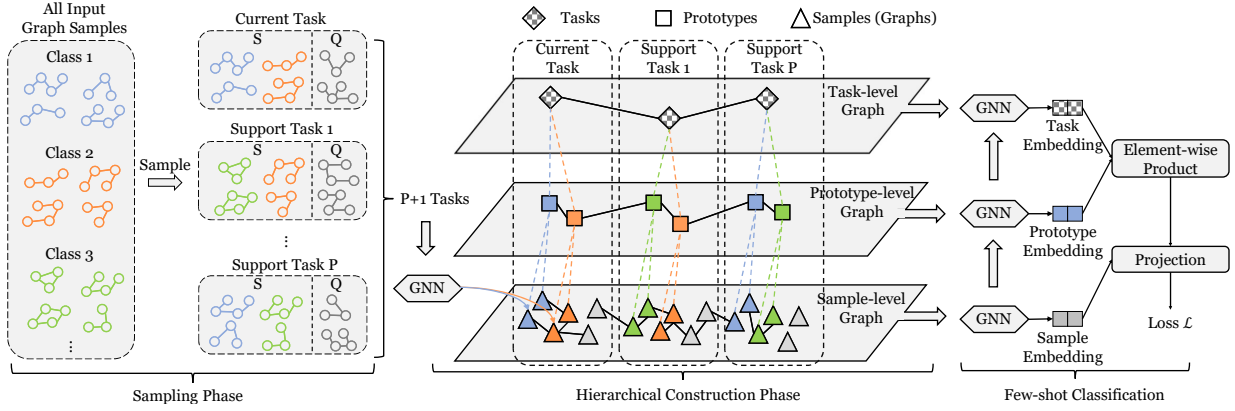 All Input
Graph Samples
Class 1
Class 2
Class 3
...
Sample
Current Task
S
Q
Support Task 1
S
Q
...
Support Task P
S
Q
Sampling Phase
P+1 Tasks
GNN
Tasks
Prototypes
Samples (Graphs)
Current
Task
Support
Task 1
Support
Task P
Task-level
Graph
Prototype-level
Graph
Sample-level
Graph
Hierarchical Construction Phase
GNN
Task
Embedding
GNN
Prototype
Embedding
GNN
Sample
Embedding
Element-wise
Product
Projection
Loss ℒ
Few-shot Classification